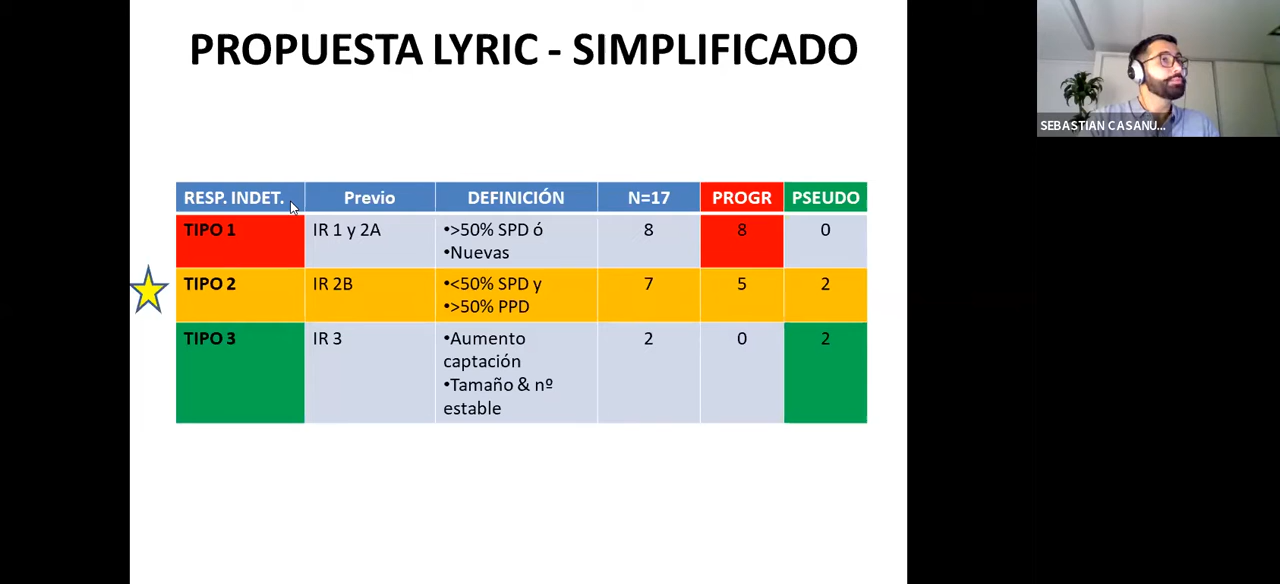 PROPUESTA LYRIC - SIMPLIFICADO
SEBASTIAN CASANU...
RESP. INDET. Previo DEFINICIÓN N=17 PROGR PSEUDO
TIPO 1 IR 1 y 2A •>50% SPD ó 8 8 0
•Nuevas
TIPO 2 IR 2B •<50% SPD y 7 5 2
•>50% PPD
TIPO 3 IR 3 •Aumento 2 0 2
captación
•Tamaño & nº
estable